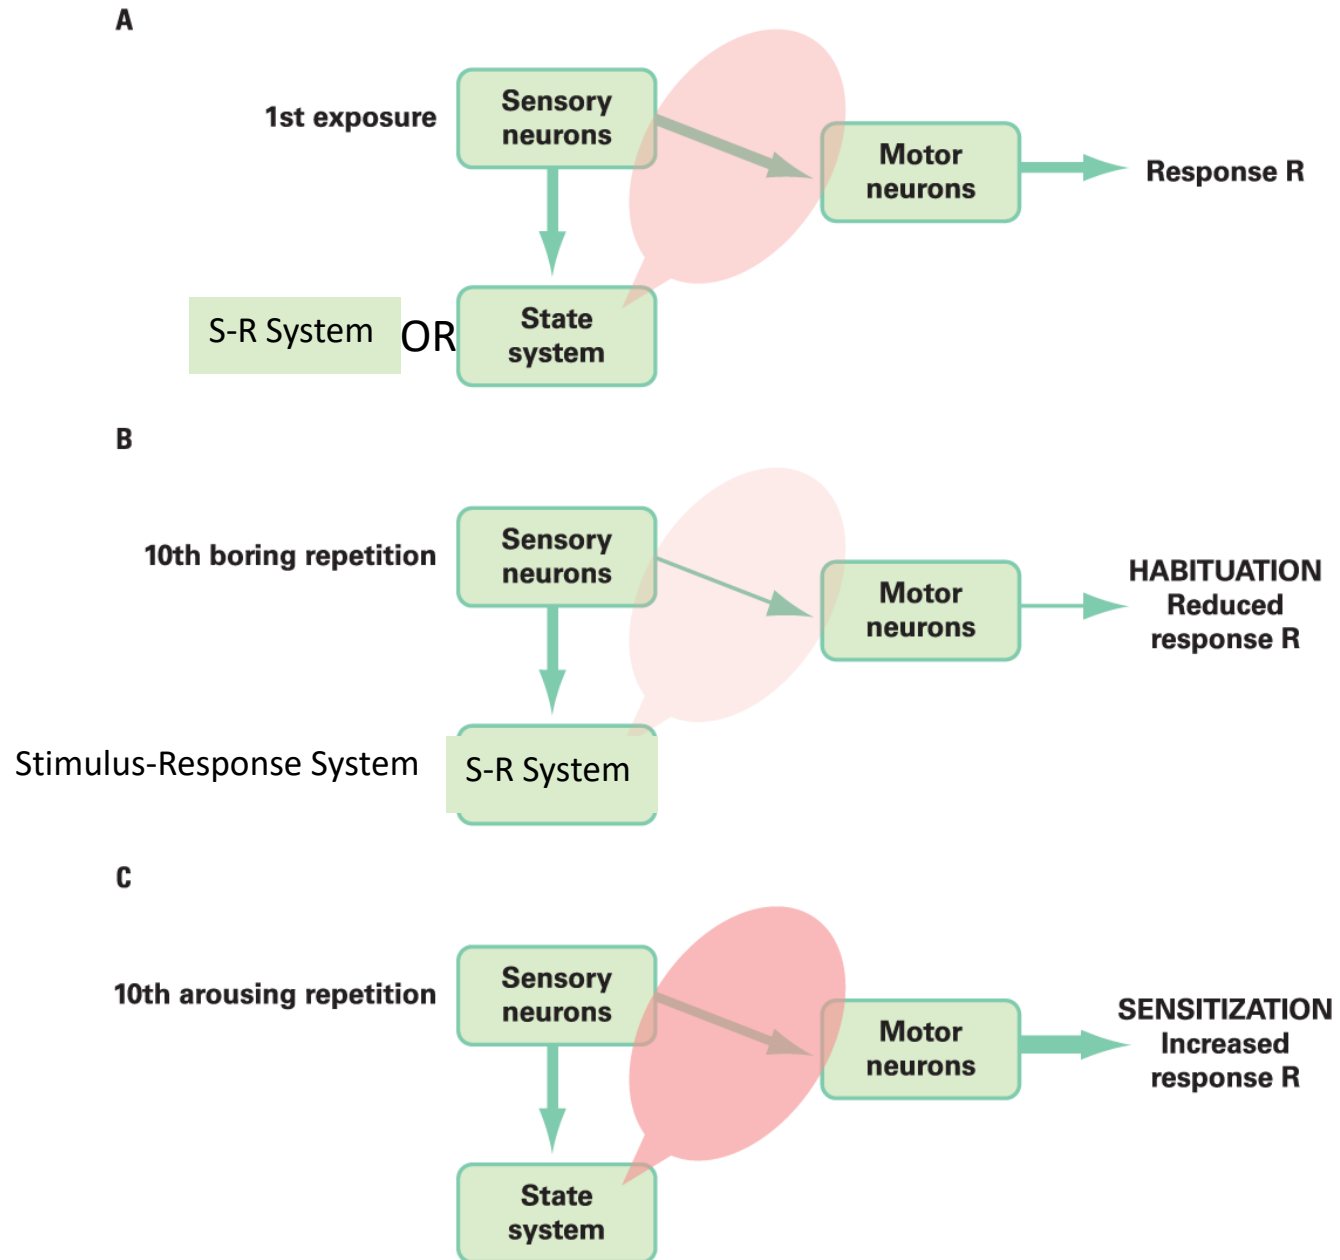 A
1st exposure
Sensory
neurons
Motor
neurons
Response R
S-R System
OR
State
system
B
10th boring repetition
Sensory
neurons
Motor
neurons
HABITUATION
Reduced
response R
Stimulus-Response System
S-R System
C
10th arousing repetition
Sensory
neurons
Motor
neurons
SENSITIZATION
Increased
response R
State
system